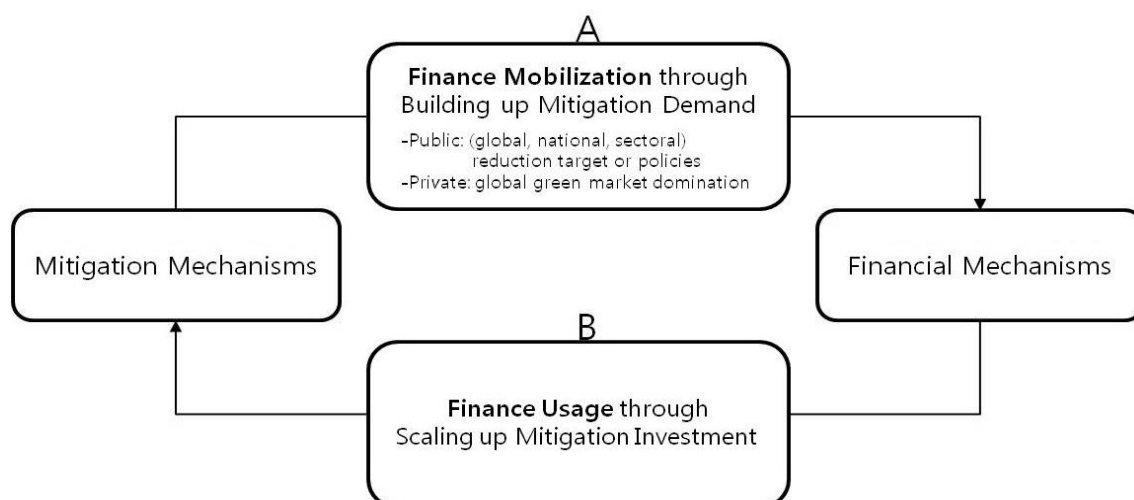 A
Finance Mobilization through
Building up Mitigation Demand
-Public: (global, national, sectoral)
reduction target or policies
-Private: global green market domination
Mitigation Mechanisms
Financial Mechanisms
B
Finance Usage through
Scaling up Mitigation Investment